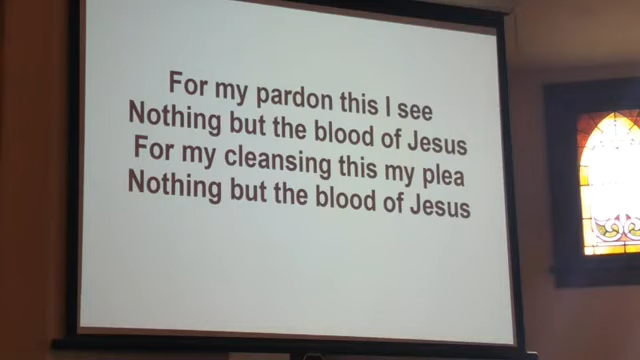 For my pardon this I see
Nothing but the blood of Jesus
For my cleansing this my plea
Nothing but the blood of Jesus